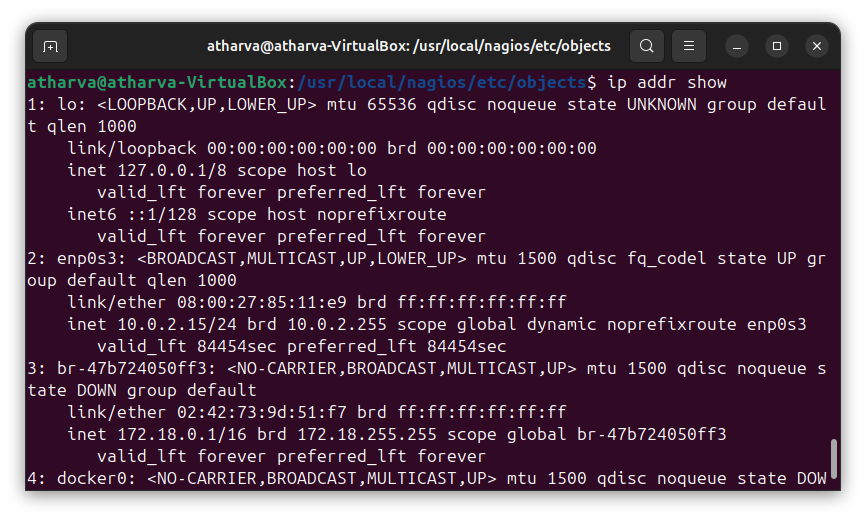 atharva@atharva-VirtualBox: /usr/local/nagios/etc/objects
atharva@atharva-VirtualBox:/usr/local/nagios/etc/objects$ ip addr show
1: lo: <LOOPBACK,UP,LOWER_UP> mtu 65536 qdisc noqueue state UNKNOWN group defaul
t qlen 1000
    link/loopback 00:00:00:00:00:00 brd 00:00:00:00:00:00
    inet 127.0.0.1/8 scope host lo
       valid_lft forever preferred_lft forever
    inet6 ::1/128 scope host noprefixroute
       valid_lft forever preferred_lft forever
2: enp0s3: <BROADCAST,MULTICAST,UP,LOWER_UP> mtu 1500 qdisc fq_codel state UP gr
oup default qlen 1000
    link/ether 08:00:27:85:11:e9 brd ff:ff:ff:ff:ff:ff
    inet 10.0.2.15/24 brd 10.0.2.255 scope global dynamic noprefixroute enp0s3
       valid_lft 84454sec preferred_lft 84454sec
3: br-47b724050ff3: <NO-CARRIER,BROADCAST,MULTICAST,UP> mtu 1500 qdisc noqueue s
tate DOWN group default
    link/ether 02:42:73:9d:51:f7 brd ff:ff:ff:ff:ff:ff
    inet 172.18.0.1/16 brd 172.18.255.255 scope global br-47b724050ff3
       valid_lft forever preferred_lft forever
4: docker0: <NO-CARRIER,BROADCAST,MULTICAST,UP> mtu 1500 qdisc noqueue state DOW